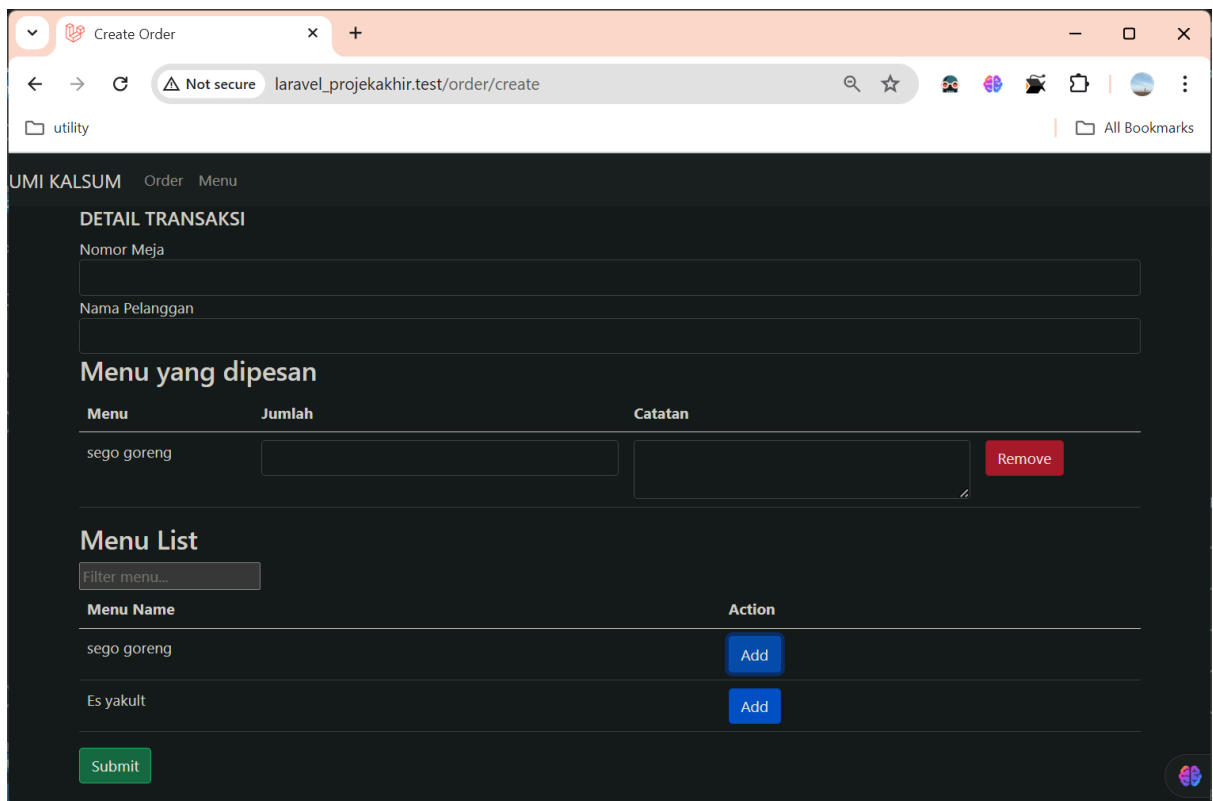 Create Order
Not secure laravel_projekakhir.test/order/create
utility All Bookmarks
UMI KALSUM Order Menu
DETAIL TRANSAKSI
Nomor Meja
Nama Pelanggan
Menu yang dipesan
Menu Jumlah Catatan
sego goreng Remove
Menu List
Filter menu...
Menu Name Action
sego goreng Add
Es yakult Add
Submit